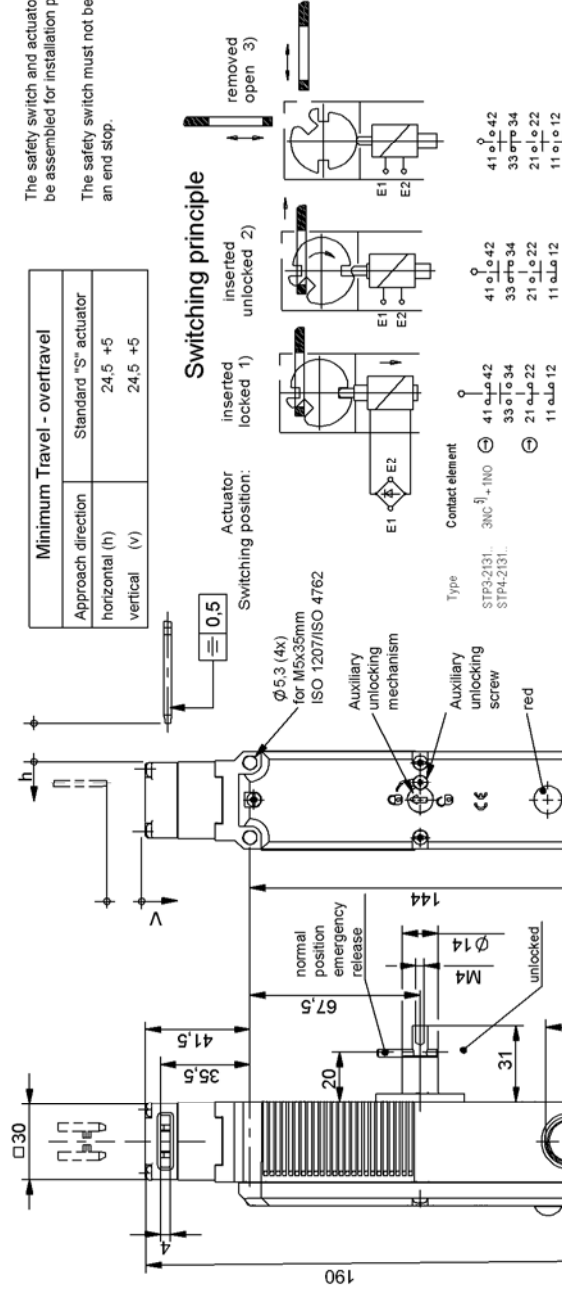 The safety switch and actuator
be assembled for installation p
The safety switch must not be
an end stop.
Minimum Travel - overtravel
Approach direction
Standard "S" actuator
horizontal (h)
24,5 +5
vertical (v)
24,5 +5
Switching principle
Actuator
Switching position:
inserted
locked 1)
inserted
unlocked 2)
removed
open 3)
E1
E2
E1
E2
E1
E2
Type
Contact element
STP3-2131..
STP4-2131..
3NC 5) + 1NO
41 42
33 34
21 22
11 12
41 42
33 34
21 22
11 12
41 42
33 34
21 22
11 12
h
v
0,5
Ø5,3 (4x)
for M5x35mm
ISO 1207/ISO 4762
Auxiliary
unlocking
mechanism
Auxiliary
unlocking
screw
red
CE
144
normal
position
emergency
release
Ø14
M4
unlocked
67,5
20
31
41,5
35,5
□30
4
190